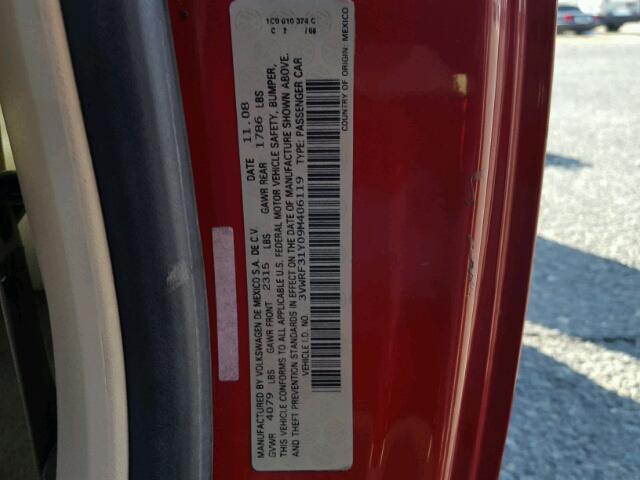 1C0 010 374 C
C 2 /08
MANUFACTURED BY VOLKSWAGEN DE MEXICO S.A. DE C.V. DATE 11.08
GVWR 4079 LBS GAWR FRONT 2315 LBS GAWR REAR 1786 LBS
THIS VEHICLE CONFORMS TO ALL APPLICABLE U.S. FEDERAL MOTOR VEHICLE SAFETY, BUMPER,
AND THEFT PREVENTION STANDARDS IN EFFECT ON THE DATE OF MANUFACTURE SHOWN ABOVE.
VEHICLE I.D. NO. 3VWRF31Y09M406119 TYPE: PASSENGER CAR
COUNTRY OF ORIGIN: MEXICO